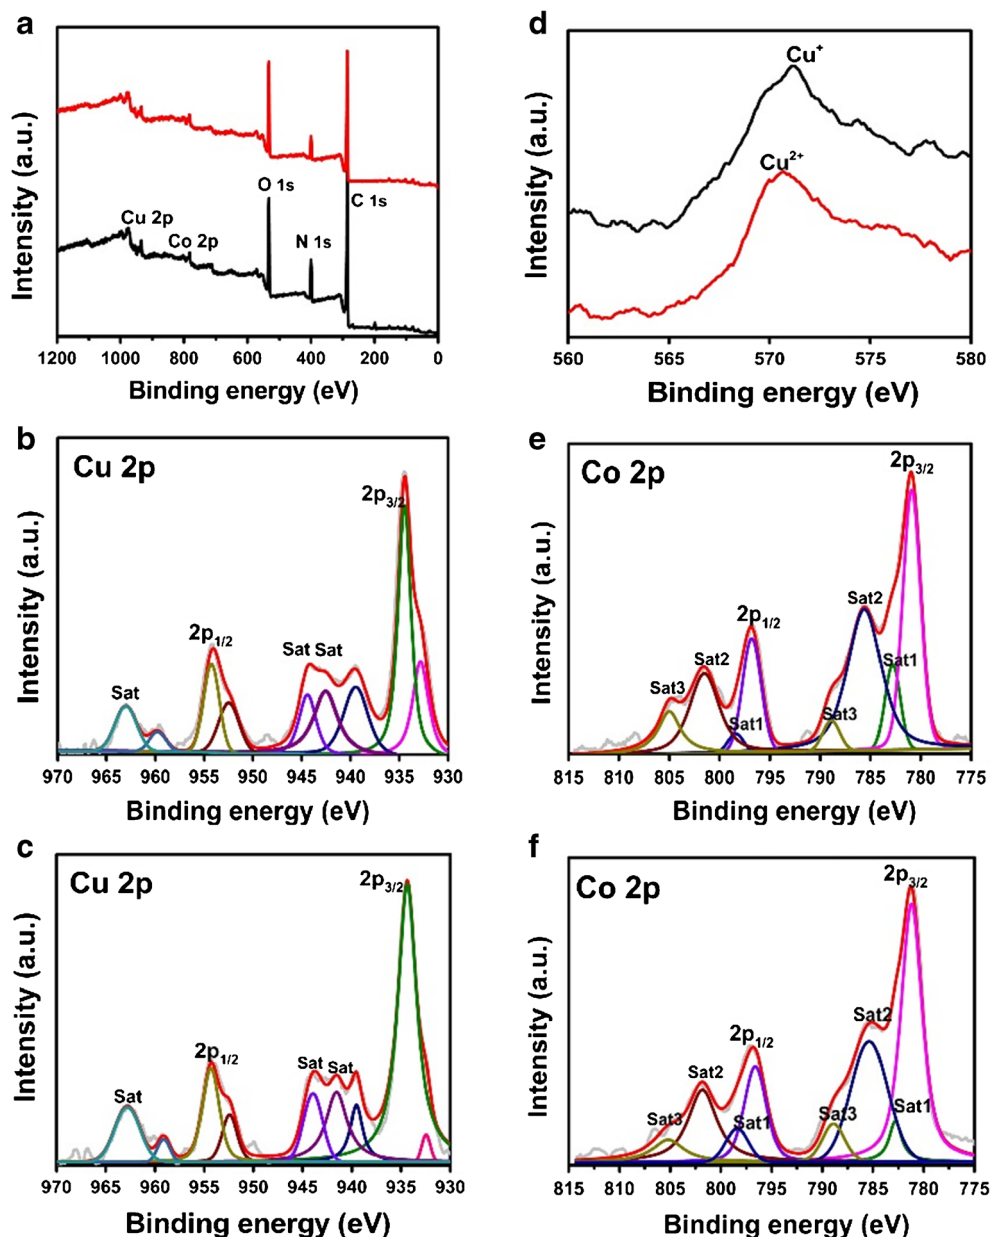 a
Intensity (a.u.)
O 1s
C 1s
Cu 2p
Co 2p
N 1s
1200 1000 800 600 400 200 0
Binding energy (eV)
d
Intensity (a.u.)
Cu⁺
Cu²⁺
560 565 570 575 580
Binding energy (eV)
b
Cu 2p
Intensity (a.u.)
2p₃/₂
2p₁/₂
Sat Sat
Sat
970 965 960 955 950 945 940 935 930
Binding energy (eV)
e
Co 2p
Intensity (a.u.)
2p₃/₂
Sat2
2p₁/₂
Sat2
Sat1
Sat3
Sat3
Sat1
815 810 805 800 795 790 785 780 775
Binding energy (eV)
c
Cu 2p
Intensity (a.u.)
2p₃/₂
2p₁/₂
Sat Sat
Sat
970 965 960 955 950 945 940 935 930
Binding energy (eV)
f
Co 2p
Intensity (a.u.)
2p₃/₂
Sat2
2p₁/₂
Sat2
Sat1
Sat3
Sat3
Sat1
815 805 800 795 790 785 780 775
Binding energy (eV)